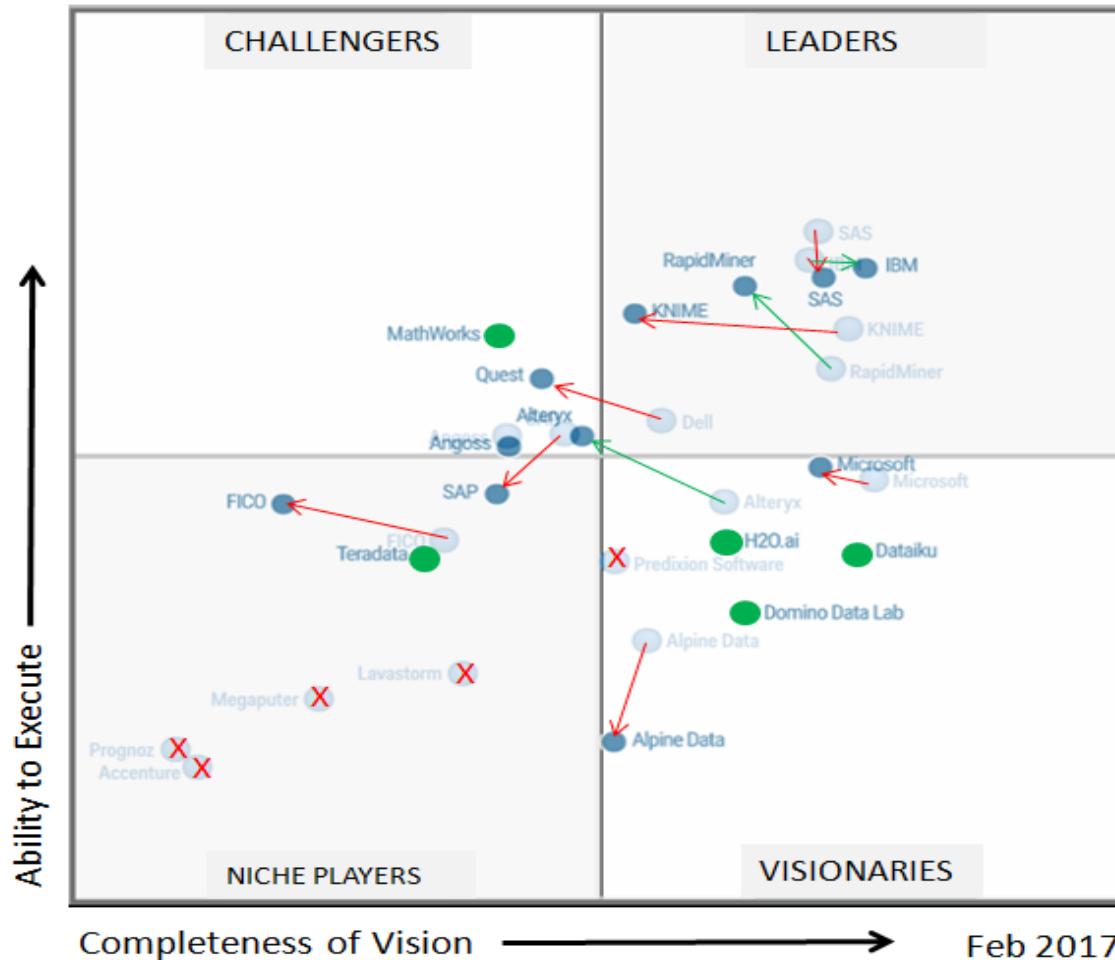 CHALLENGERS
LEADERS
SAS
RapidMiner
IBM
SAS
KNIME
KNIME
MathWorks
RapidMiner
Quest
Alteryx
Dell
Angoss
Angoss
Microsoft
Microsoft
FICO
SAP
Alteryx
FICO
H2O.ai
Teradata
X
Predixion Software
Dataiku
Domino Data Lab
Alpine Data
Lavastorm X
Megaputer X
Alpine Data
Prognoz X
Accenture X
NICHE PLAYERS
VISIONARIES
Ability to Execute
Completeness of Vision
Feb 2017